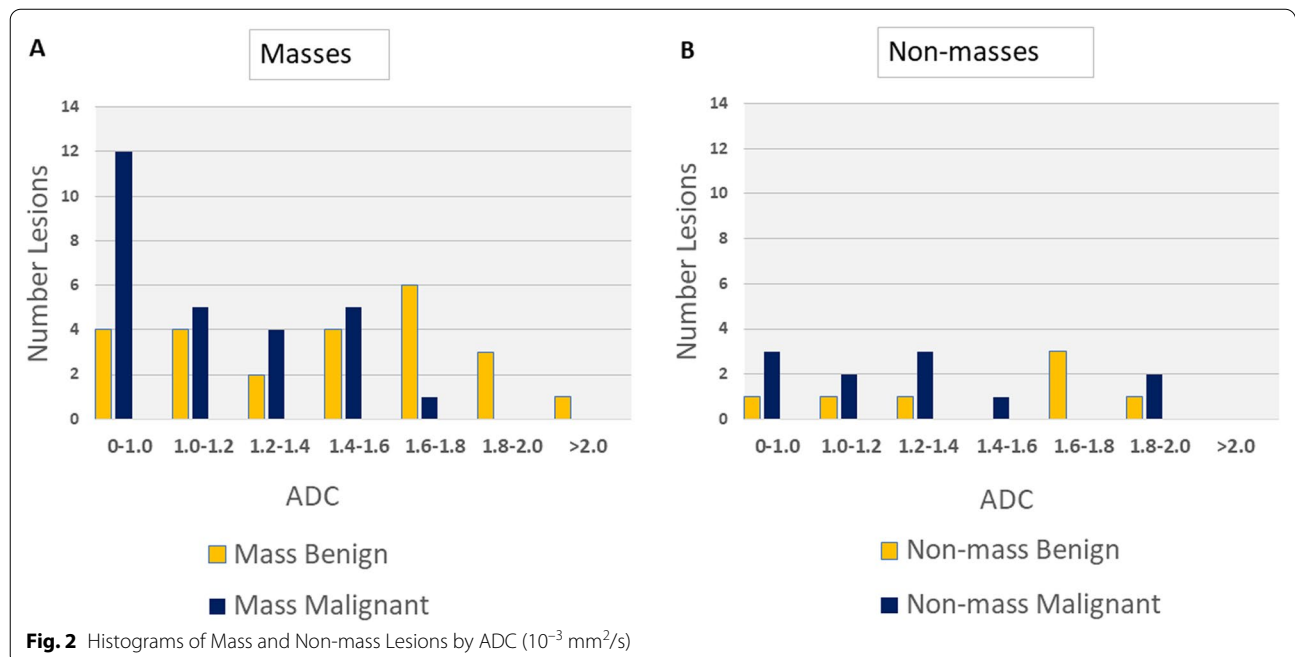 A
Masses
14
12
10
8
6
4
2
0
Number Lesions
0-1.0 1.0-1.2 1.2-1.4 1.4-1.6 1.6-1.8 1.8-2.0 >2.0
ADC
Mass Benign
Mass Malignant
B
Non-masses
14
12
10
8
6
4
2
0
Number Lesions
0-1.0 1.0-1.2 1.2-1.4 1.4-1.6 1.6-1.8 1.8-2.0 >2.0
ADC
Non-mass Benign
Non-mass Malignant
Fig. 2 Histograms of Mass and Non-mass Lesions by ADC (10⁻³ mm²/s)